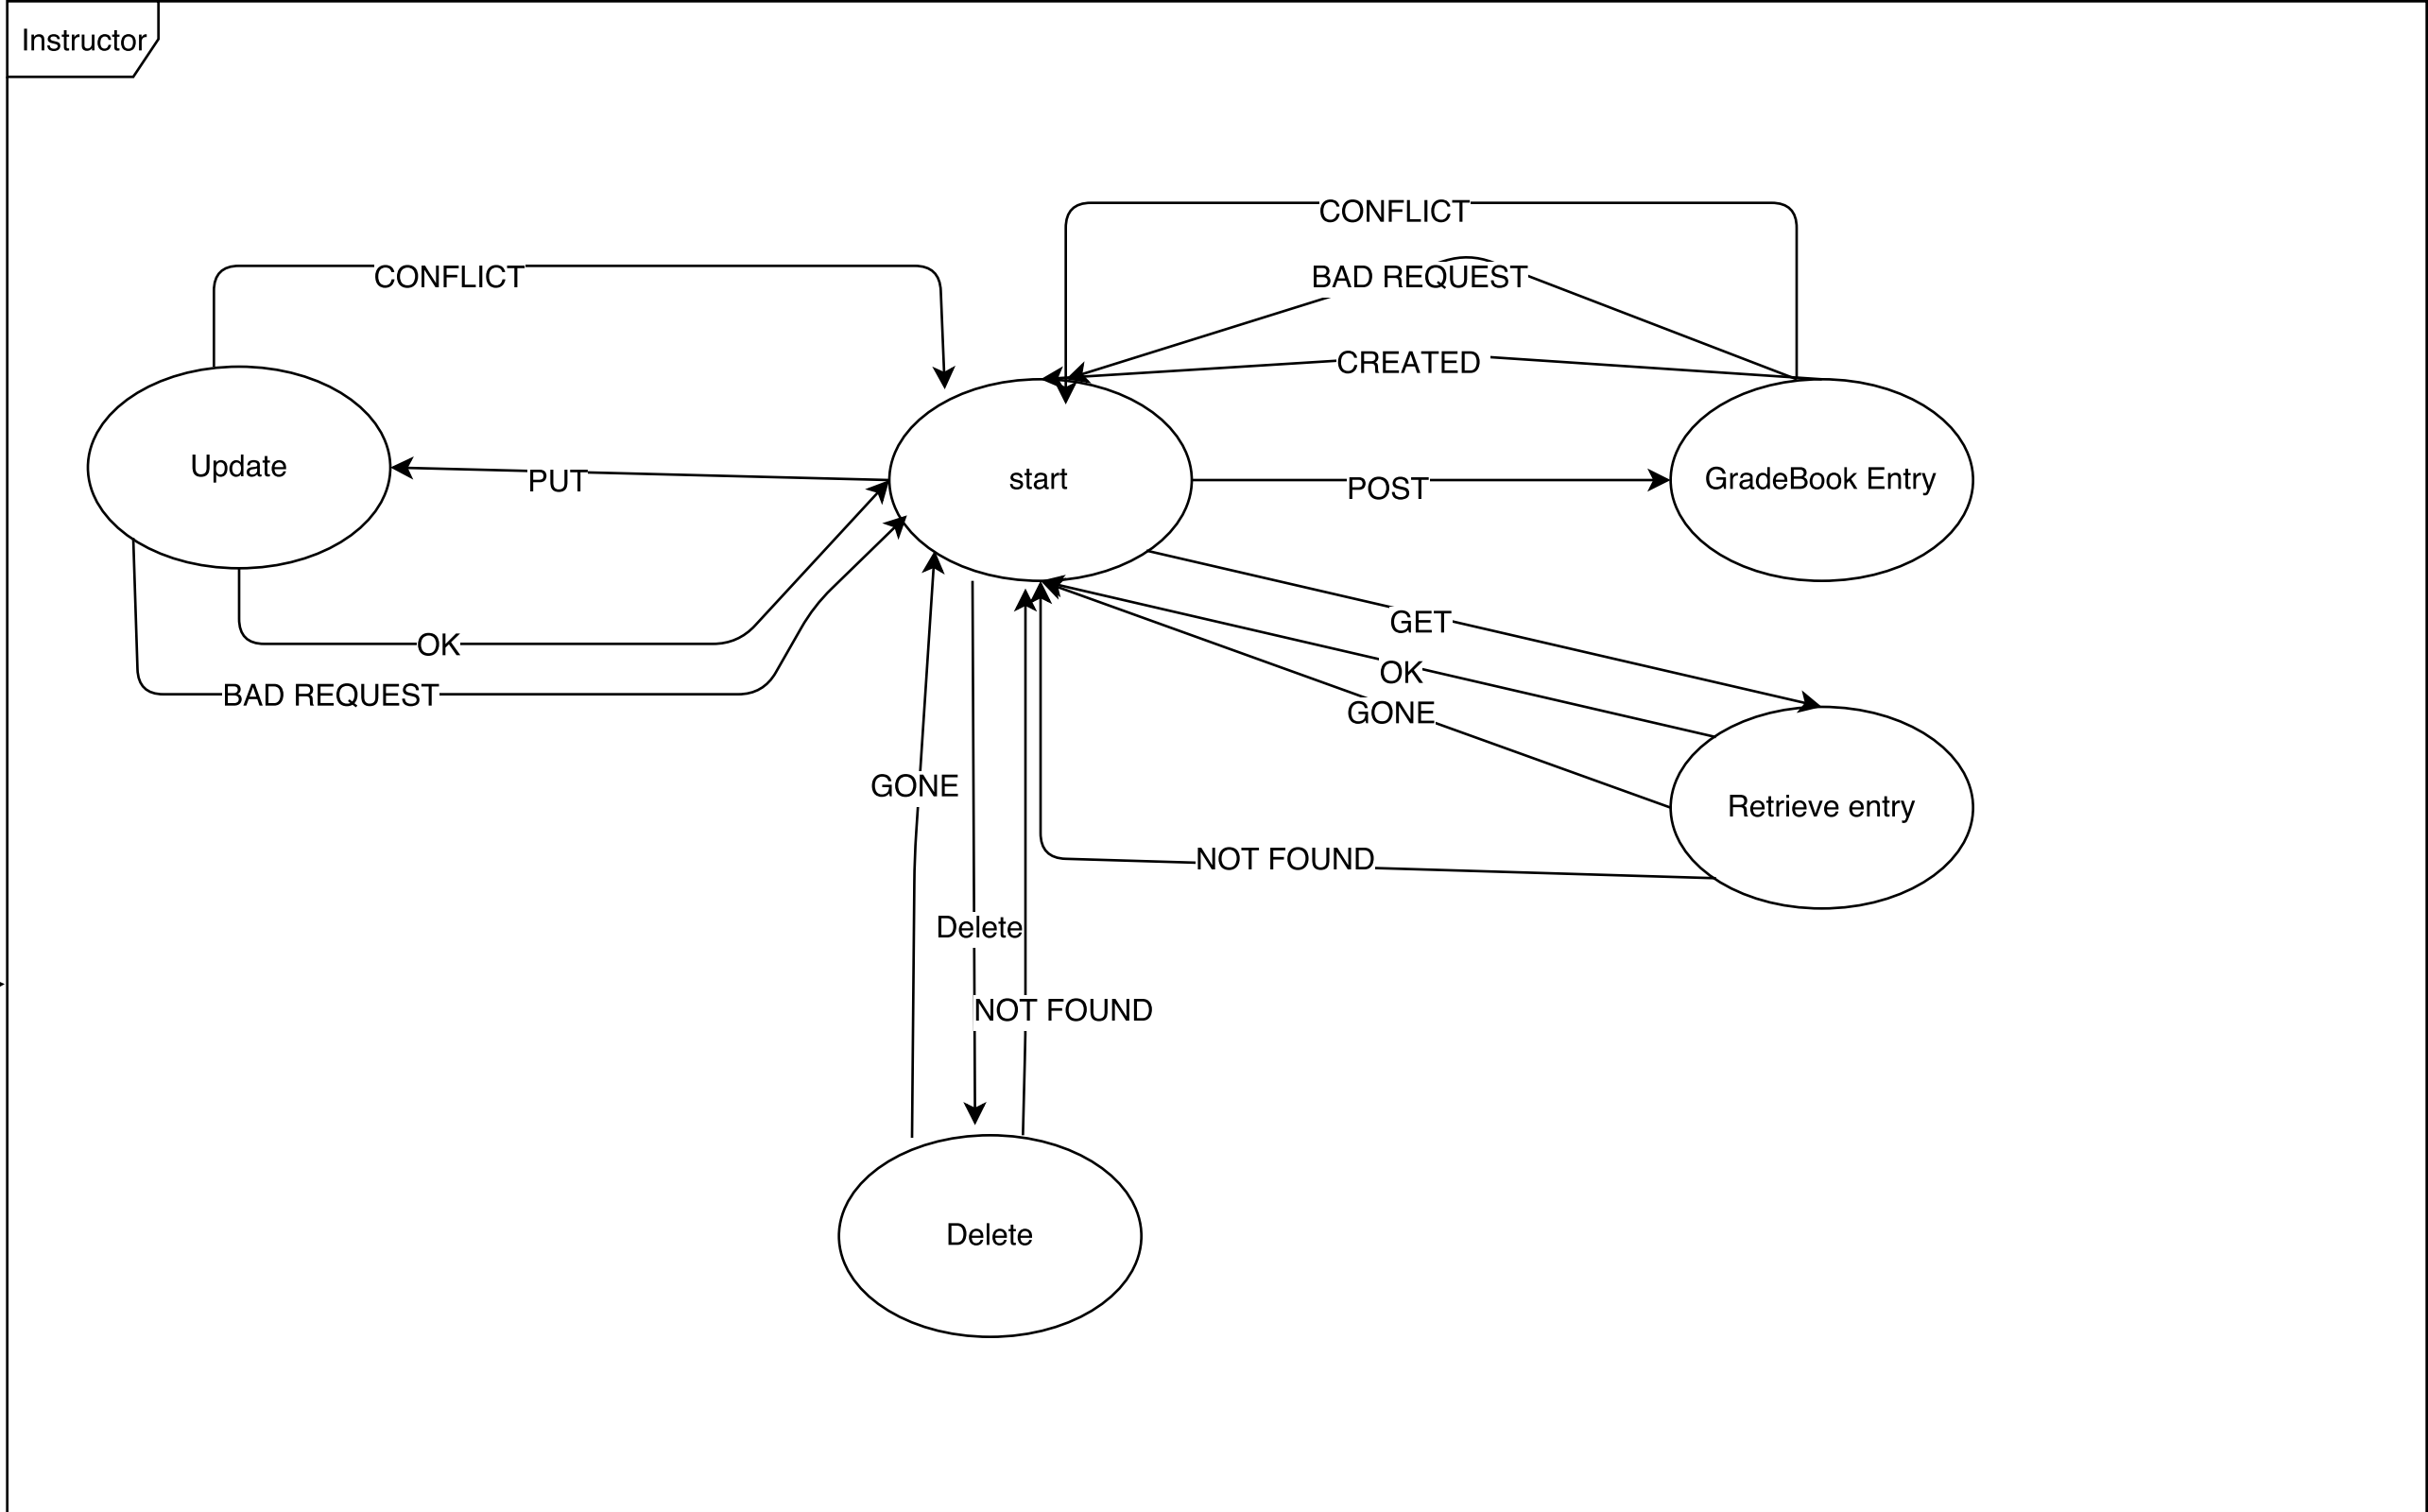 Instructor
CONFLICT
CONFLICT
BAD REQUEST
CREATED
Update
PUT
start
POST
GradeBook Entry
GET
OK
OK
BAD REQUEST
GONE
GONE
Retrieve entry
NOT FOUND
Delete
NOT FOUND
Delete